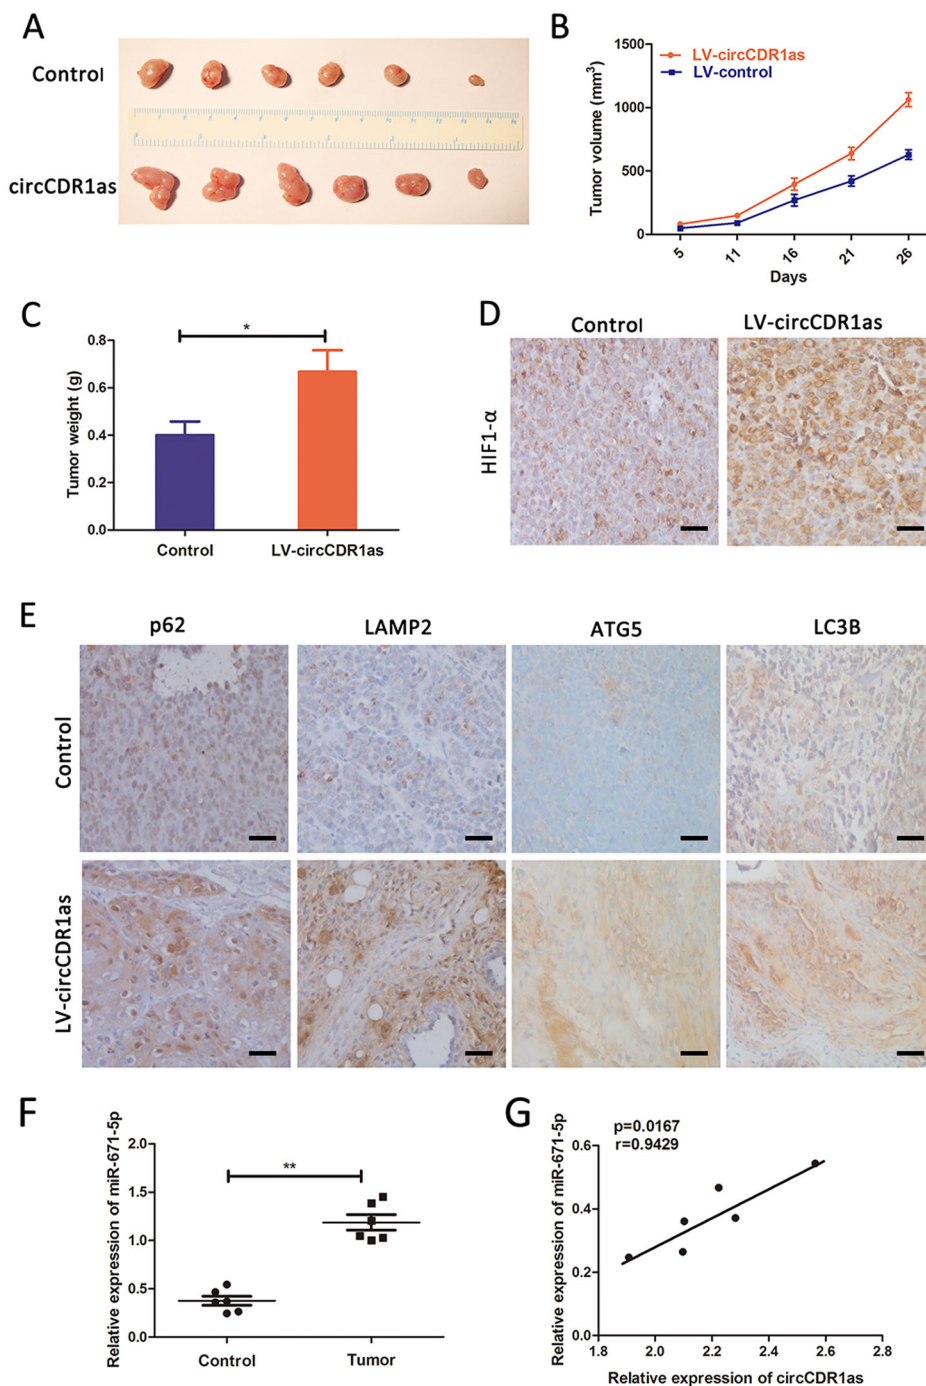 A
Control
circCDR1as
B
Tumor volume (mm³)
1500
1000
500
0
LV-circCDR1as
LV-control
5
11
16
21
26
Days
C
Tumor weight (g)
0.8
0.6
0.4
0.2
0.0
*
Control
LV-circCDR1as
D
Control
LV-circCDR1as
HIF1-α
E
p62
LAMP2
ATG5
LC3B
Control
LV-circCDR1as
F
Relative expression of miR-671-5p
2.0
1.5
1.0
0.5
0.0
**
Control
Tumor
G
p=0.0167
r=0.9429
Relative expression of miR-671-5p
0.6
0.4
0.2
0.0
1.8
2.0
2.2
2.4
2.6
2.8
Relative expression of circCDR1as